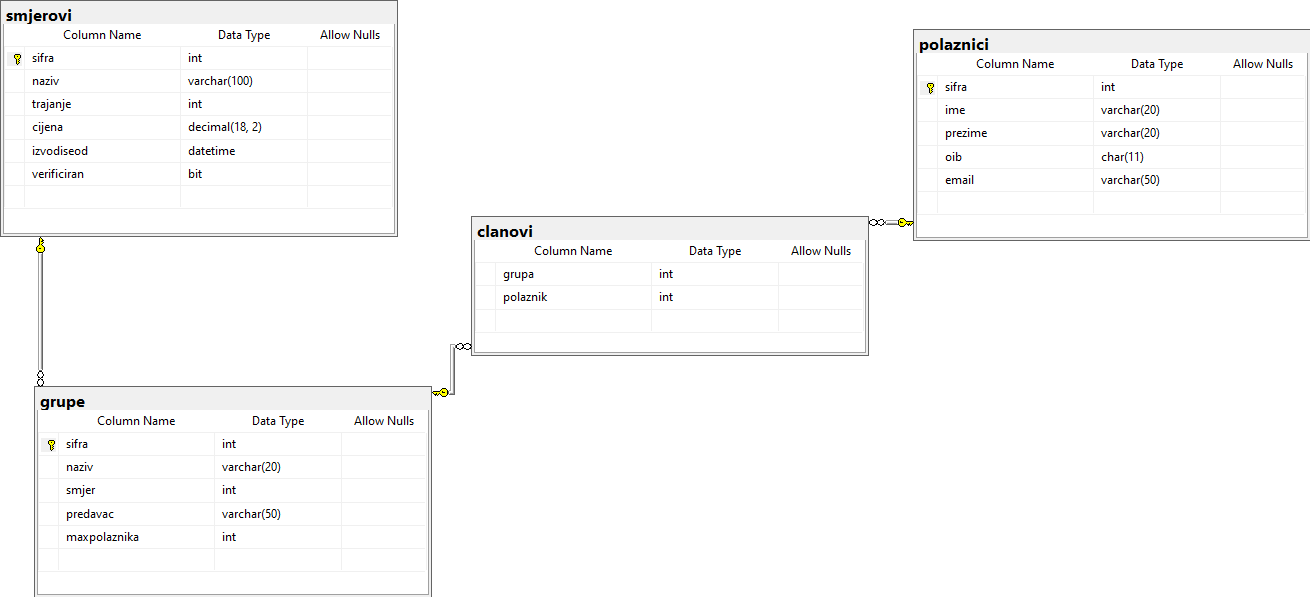 smjerovi
Column Name Data Type Allow Nulls
sifra int
naziv varchar(100)
trajanje int
cijena decimal(18, 2)
izvodiseod datetime
verificiran bit
polaznici
Column Name Data Type Allow Nulls
sifra int
ime varchar(20)
prezime varchar(20)
oib char(11)
email varchar(50)
clanovi
Column Name Data Type Allow Nulls
grupa int
polaznik int
grupe
Column Name Data Type Allow Nulls
sifra int
naziv varchar(20)
smjer int
predavac varchar(50)
maxpolaznika int